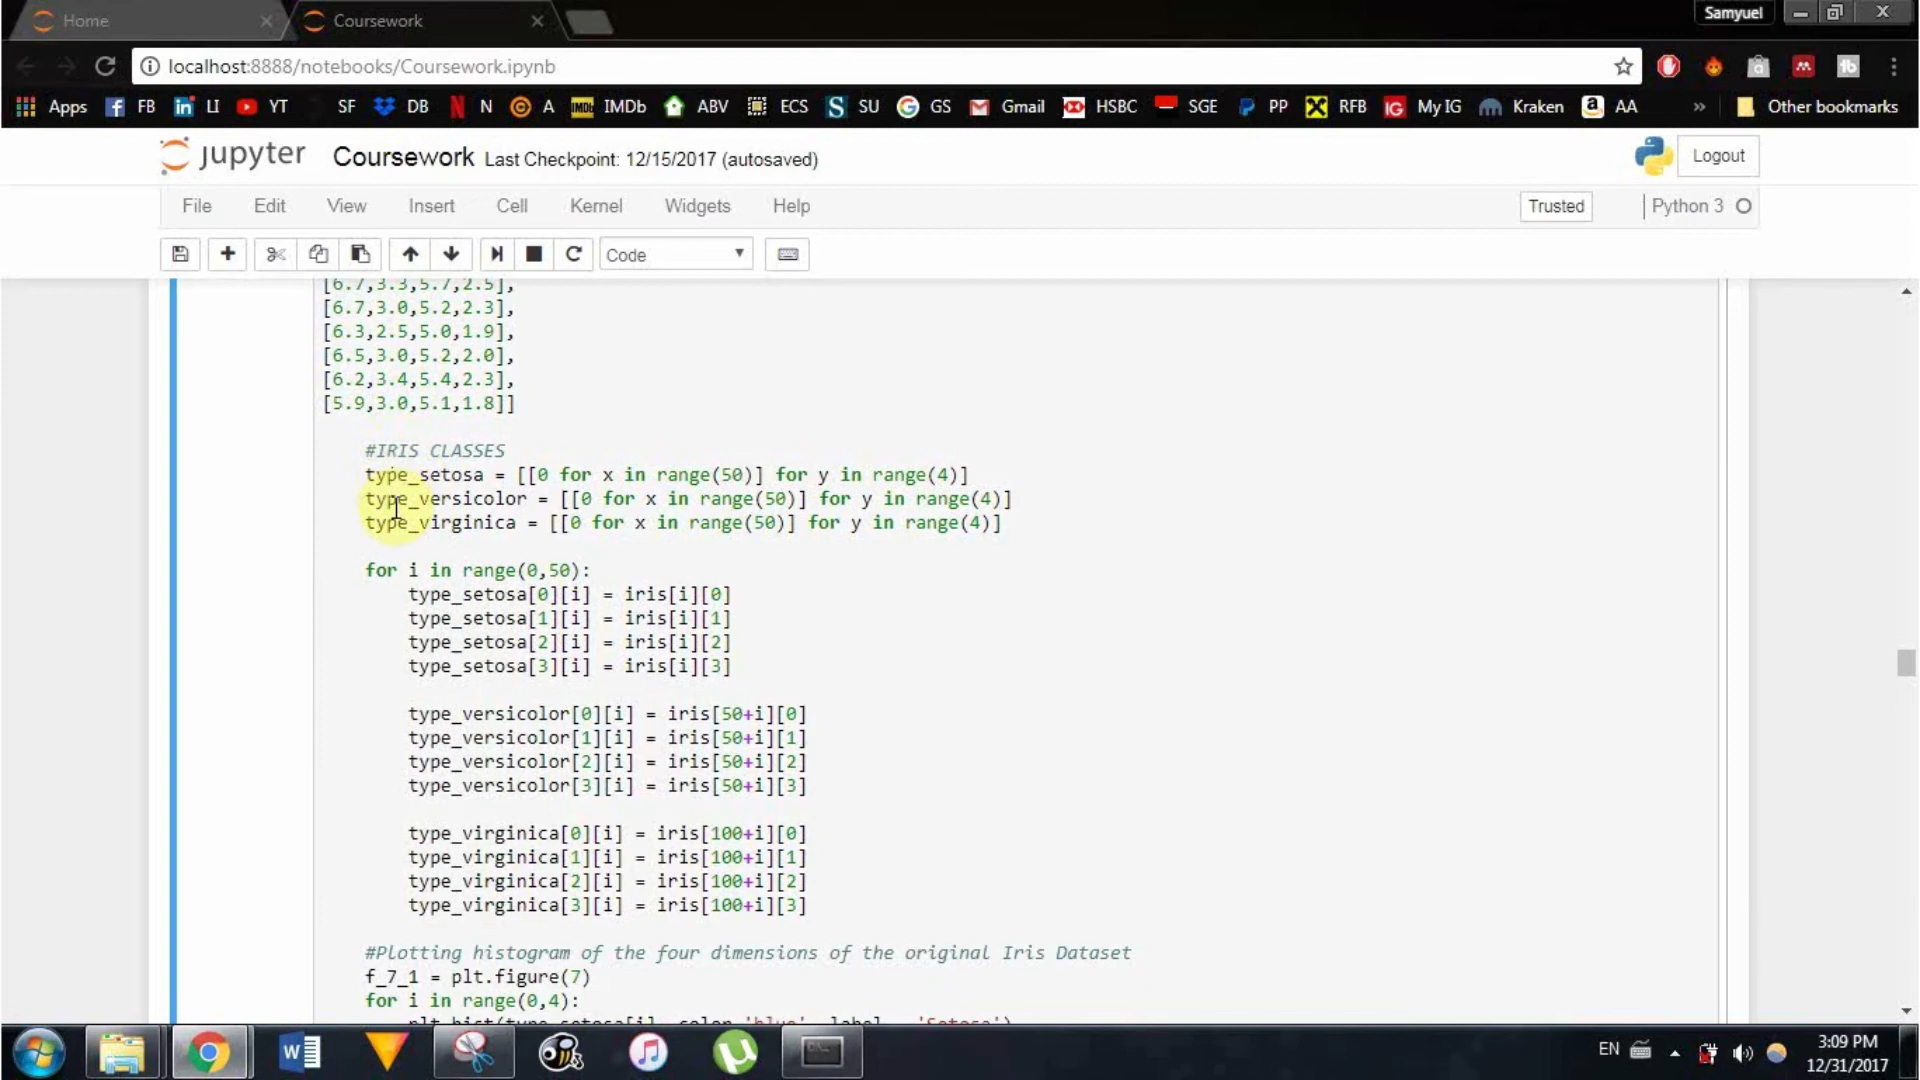 Home
Coursework
Samyuel
localhost:8888/notebooks/Coursework.ipynb
Apps FB LI YT SF DB N A IMDb ABV ECS SU GS Gmail HSBC SGE PP RFB My IG Kraken AA » Other bookmarks
jupyter Coursework Last Checkpoint: 12/15/2017 (autosaved) Logout
File Edit View Insert Cell Kernel Widgets Help Trusted Python 3
Code
[6.7,3.3,5.7,2.5],
[6.7,3.0,5.2,2.3],
[6.3,2.5,5.0,1.9],
[6.5,3.0,5.2,2.0],
[6.2,3.4,5.4,2.3],
[5.9,3.0,5.1,1.8]]
#IRIS CLASSES
type_setosa = [[0 for x in range(50)] for y in range(4)]
type_versicolor = [[0 for x in range(50)] for y in range(4)]
type_virginica = [[0 for x in range(50)] for y in range(4)]
for i in range(0,50):
type_setosa[0][i] = iris[i][0]
type_setosa[1][i] = iris[i][1]
type_setosa[2][i] = iris[i][2]
type_setosa[3][i] = iris[i][3]
type_versicolor[0][i] = iris[50+i][0]
type_versicolor[1][i] = iris[50+i][1]
type_versicolor[2][i] = iris[50+i][2]
type_versicolor[3][i] = iris[50+i][3]
type_virginica[0][i] = iris[100+i][0]
type_virginica[1][i] = iris[100+i][1]
type_virginica[2][i] = iris[100+i][2]
type_virginica[3][i] = iris[100+i][3]
#Plotting histogram of the four dimensions of the original Iris Dataset
f_7_1 = plt.figure(7)
for i in range(0,4):
EN
3:09 PM
12/31/2017